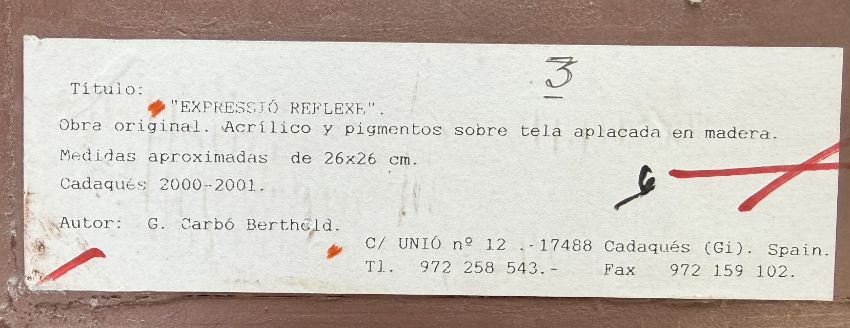 3
Título:
"EXPRESSIÓ REFLEXE".
Obra original. Acrílico y pigmentos sobre tela aplacada en madera.
Medidas aproximadas de 26x26 cm.
Cadaqués 2000-2001.
6
Autor: G. Carbó Berthold.
C/ UNIÓ nº 12 .-17488 Cadaqués (Gi). Spain.
Tl. 972 258 543.- Fax 972 159 102.